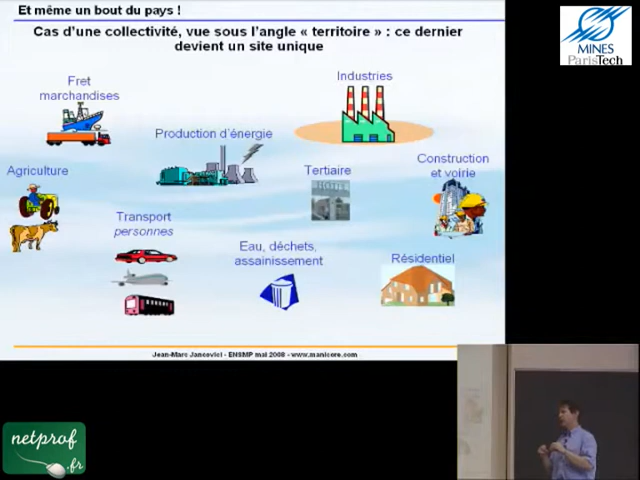 Et même un bout du pays !
Cas d'une collectivité, vue sous l'angle « territoire » : ce dernier
devient un site unique
MINES
ParisTech
Fret
marchandises
Industries
Production d'énergie
Agriculture
Tertiaire
Construction
et voirie
Transport
personnes
Eau, déchets,
assainissement
Résidentiel
Jean-Marc Jancovici - ENSMP mai 2008 - www.manicore.com
netprof
.fr